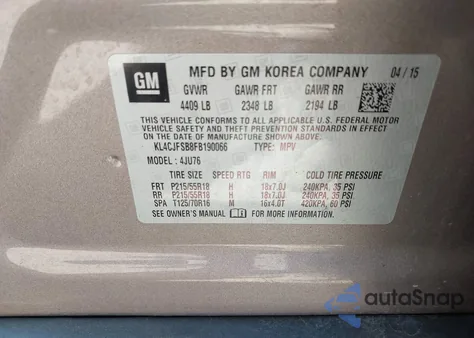 GM MFD BY GM KOREA COMPANY 04/15
GVWR GAWR FRT GAWR RR
4409 LB 2348 LB 2194 LB
THIS VEHICLE CONFORMS TO ALL APPLICABLE U.S. FEDERAL
MOTOR VEHICLE SAFETY, BUMPER, AND THEFT PREVENTION
STANDARDS IN EFFECT ON THE DATE OF MANUFACTURE SHOWN ABOVE.
KL4CJFSB8FB190066 TYPE: MPV
MODEL: 4JU76
TIRE SIZE SPEED RTG RIM COLD TIRE PRESSURE
FRT P215/55R18 H 18x7.0J 240KPA, 35 PSI
RR P215/55R18 H 18x7.0J 240KPA, 35 PSI
SPA T125/70R16 M 16x4.0T 420KPA, 60 PSI
SEE OWNER'S MANUAL i FOR MORE INFORMATION.
autoSnap